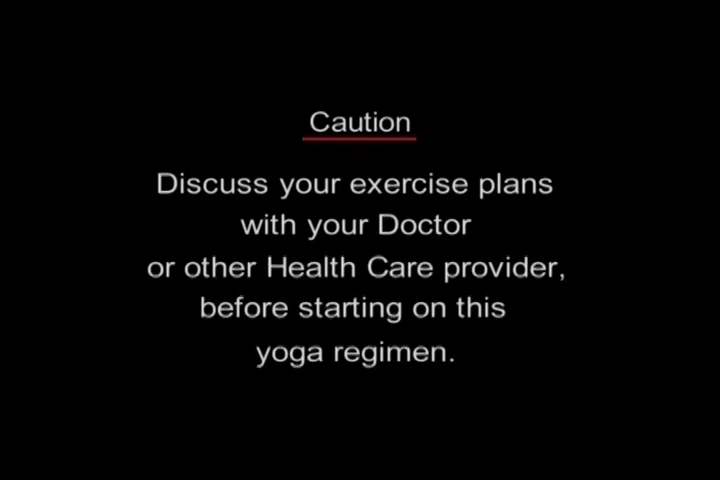 Caution
Discuss your exercise plans
with your Doctor
or other Health Care provider,
before starting on this
yoga regimen.